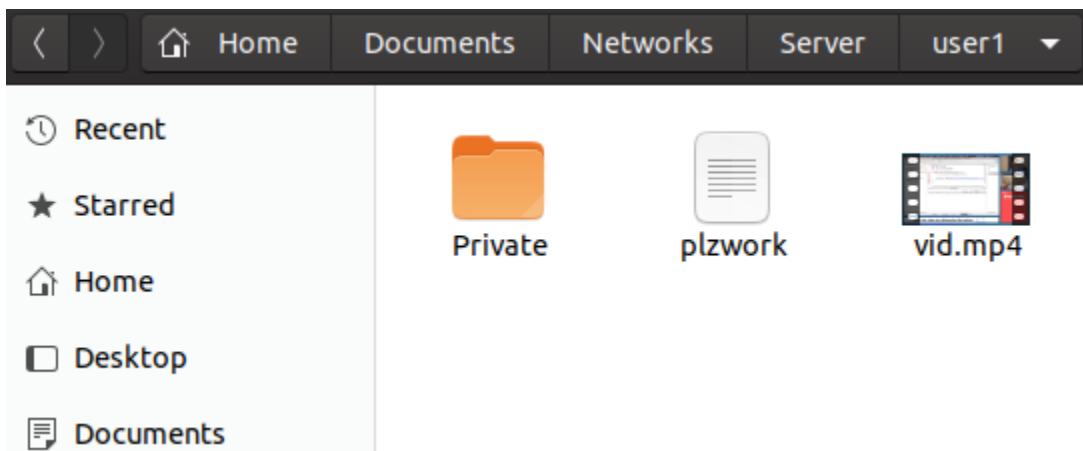 Home Documents Networks Server user1
Recent
Starred
Home
Desktop
Documents
Private plzwork vid.mp4